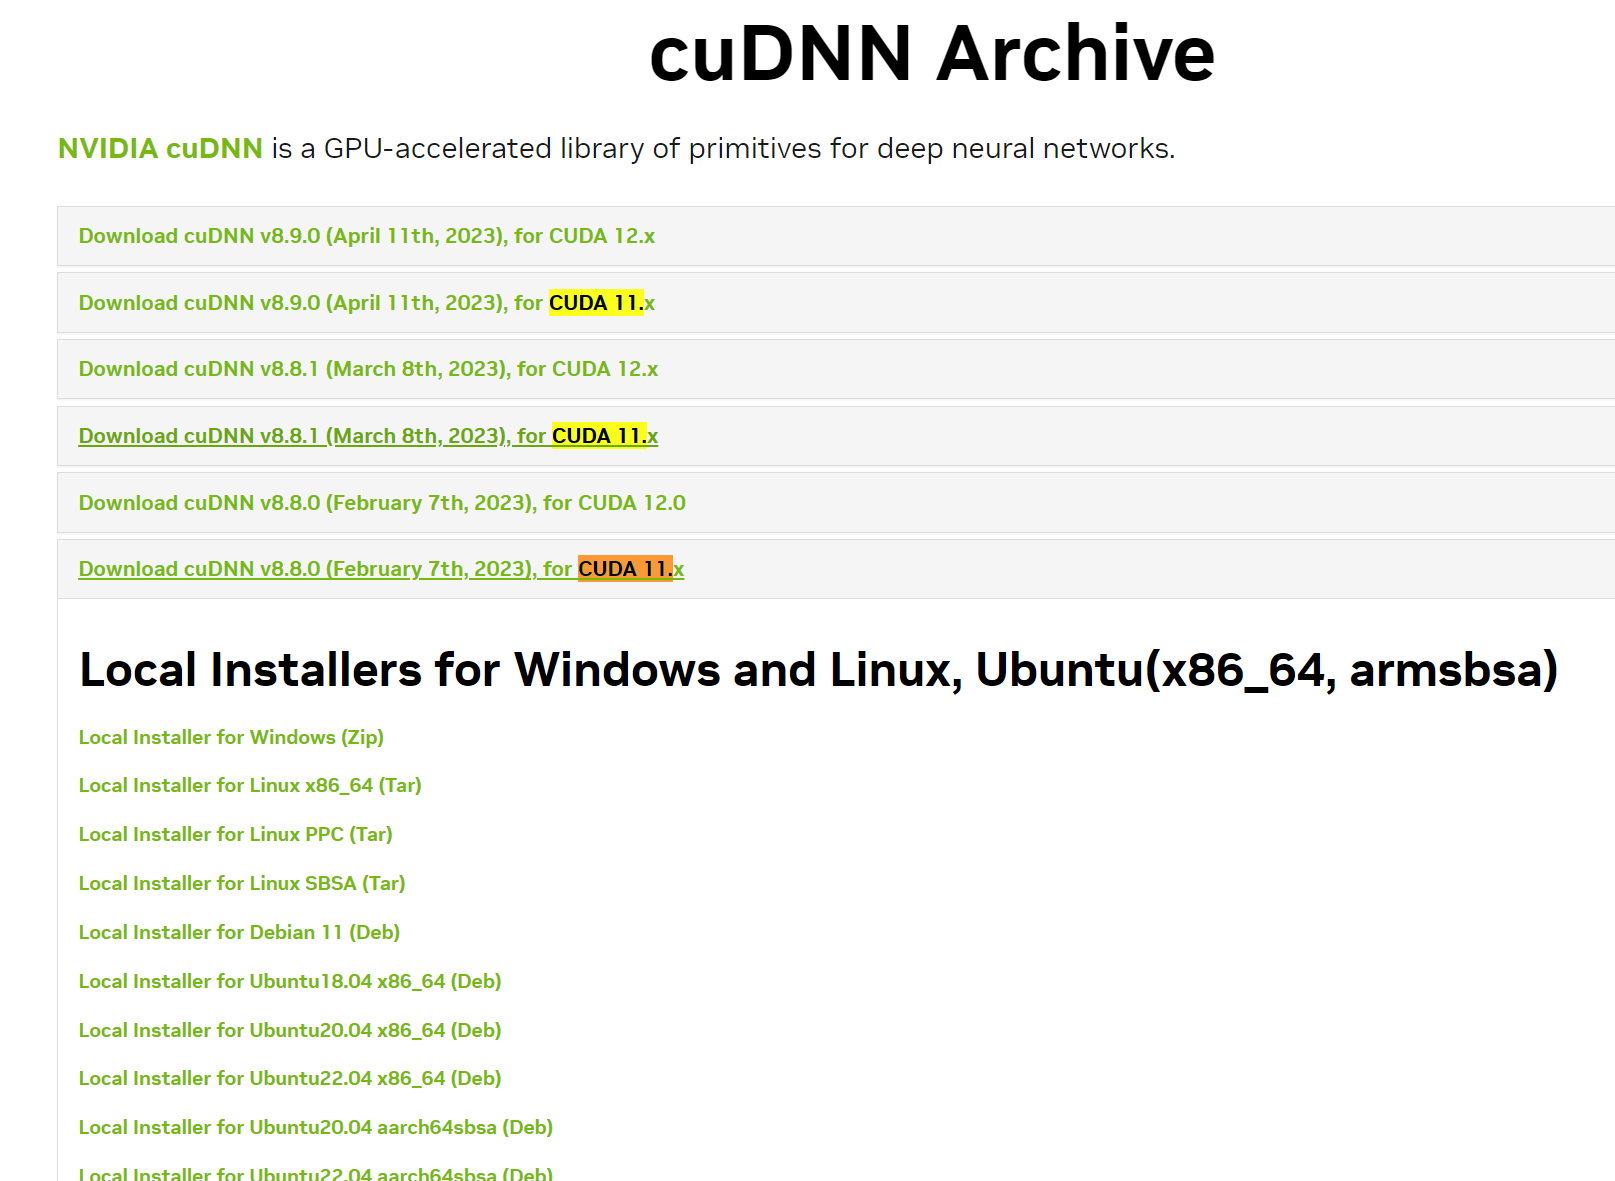 cuDNN Archive
NVIDIA cuDNN is a GPU-accelerated library of primitives for deep neural networks.
Download cuDNN v8.9.0 (April 11th, 2023), for CUDA 12.x
Download cuDNN v8.9.0 (April 11th, 2023), for CUDA 11.x
Download cuDNN v8.8.1 (March 8th, 2023), for CUDA 12.x
Download cuDNN v8.8.1 (March 8th, 2023), for CUDA 11.x
Download cuDNN v8.8.0 (February 7th, 2023), for CUDA 12.0
Download cuDNN v8.8.0 (February 7th, 2023), for CUDA 11.x
Local Installers for Windows and Linux, Ubuntu(x86_64, armsbsa)
Local Installer for Windows (Zip)
Local Installer for Linux x86_64 (Tar)
Local Installer for Linux PPC (Tar)
Local Installer for Linux SBSA (Tar)
Local Installer for Debian 11 (Deb)
Local Installer for Ubuntu18.04 x86_64 (Deb)
Local Installer for Ubuntu20.04 x86_64 (Deb)
Local Installer for Ubuntu22.04 x86_64 (Deb)
Local Installer for Ubuntu20.04 aarch64sbsa (Deb)
Local Installer for Ubuntu22.04 aarch64sbsa (Deb)